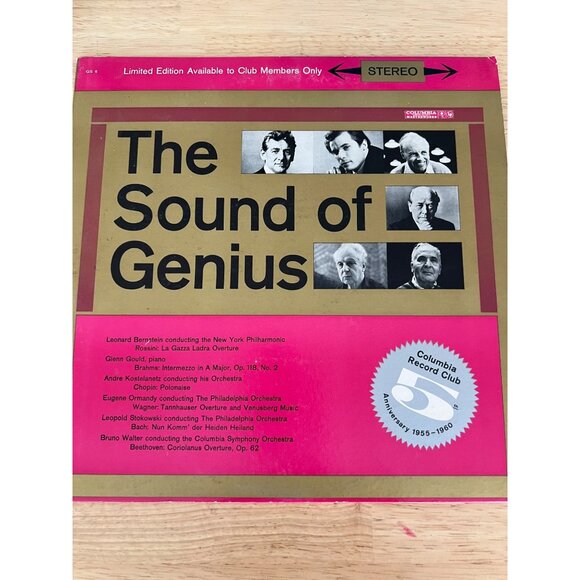 GS 6
Limited Edition Available to Club Members Only
STEREO
COLUMBIA
MASTERWORKS
The
Sound of
Genius
Leonard Bernstein conducting the New York Philharmonic
Rossini: La Gazza Ladra Overture
Glenn Gould, piano
Brahms: Intermezzo in A Major, Op. 118, No. 2
Andre Kostelanetz conducting his Orchestra
Chopin: Polonaise
Eugene Ormandy conducting The Philadelphia Orchestra
Wagner: Tannhauser Overture and Venusberg Music
Leopold Stokowski conducting The Philadelphia Orchestra
Bach: Nun Komm' der Heiden Heiland
Bruno Walter conducting the Columbia Symphony Orchestra
Beethoven: Coriolanus Overture, Op. 62
Columbia
Record Club
5th
Anniversary 1955-1960